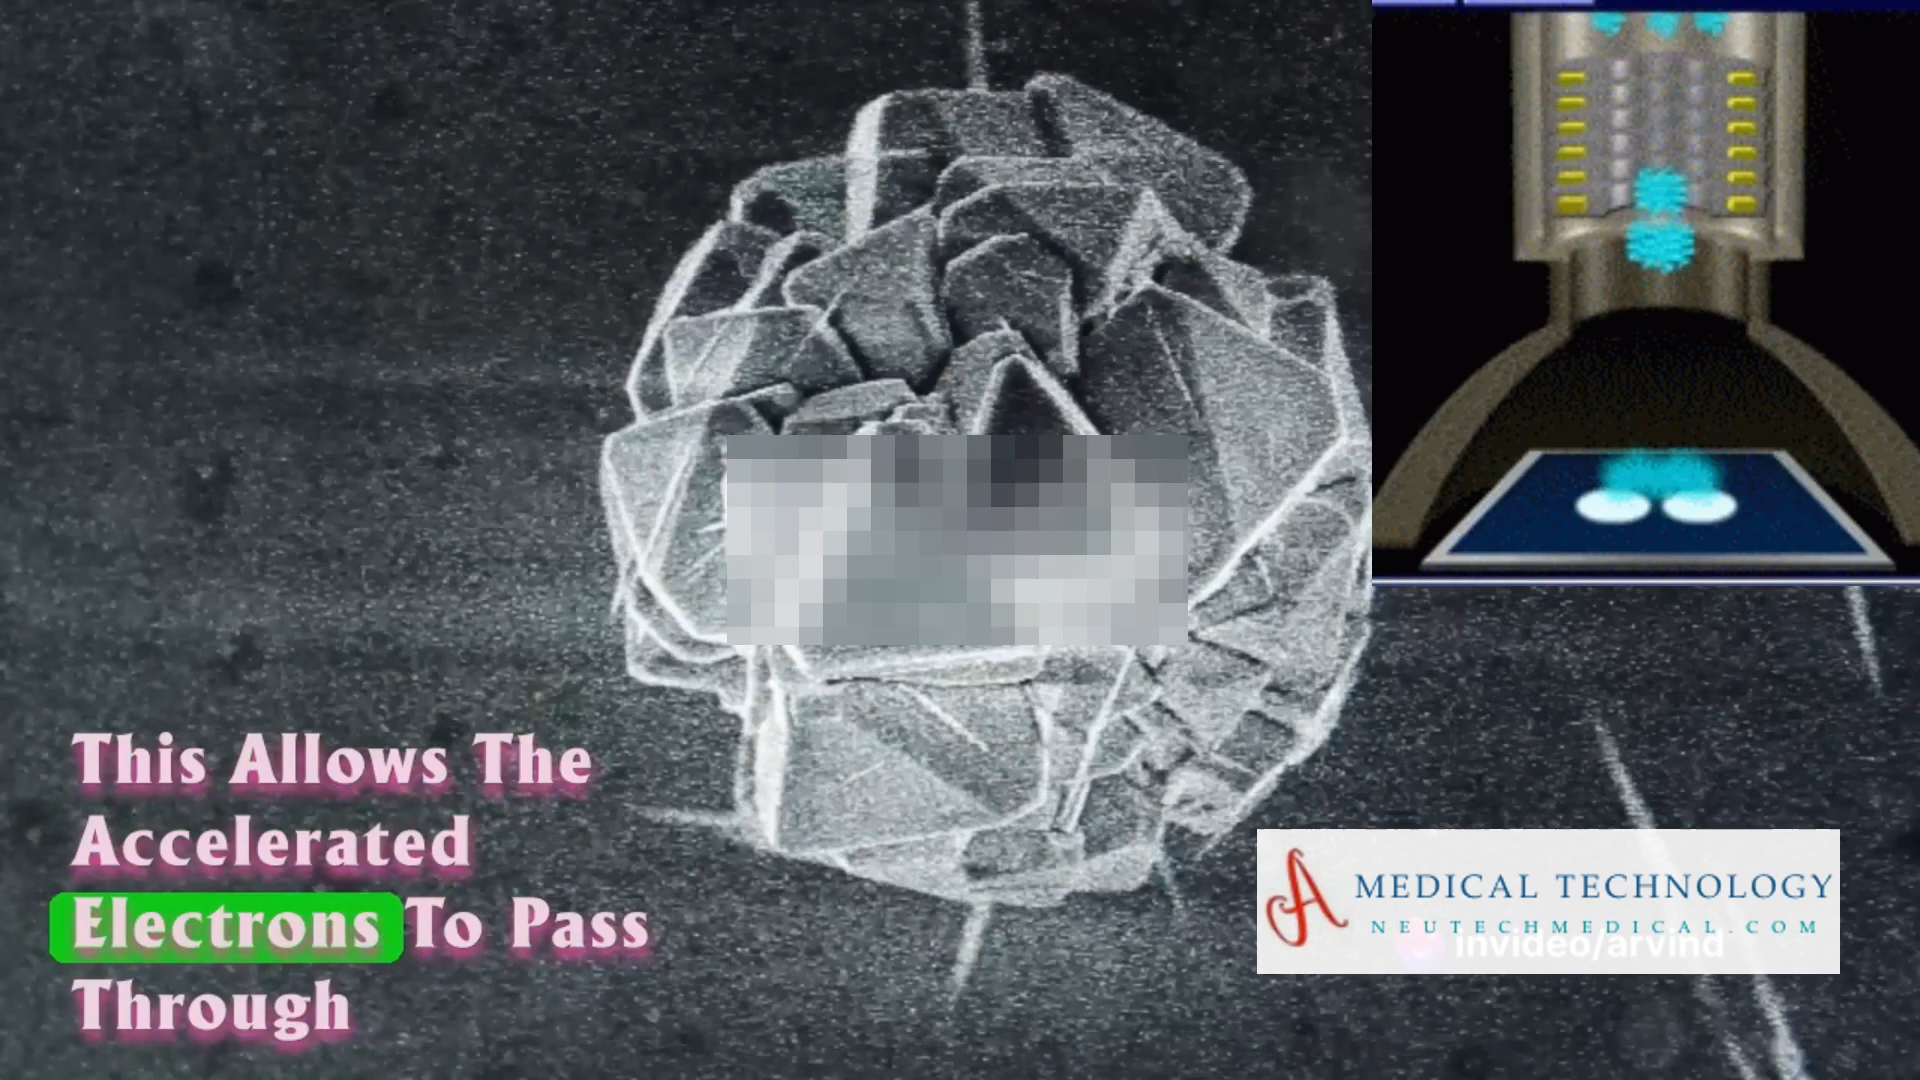 This Allows The
Accelerated
Electrons To Pass
Through
A MEDICAL TECHNOLOGY
NEUTECHMEDICAL.COM
invideo/arvind